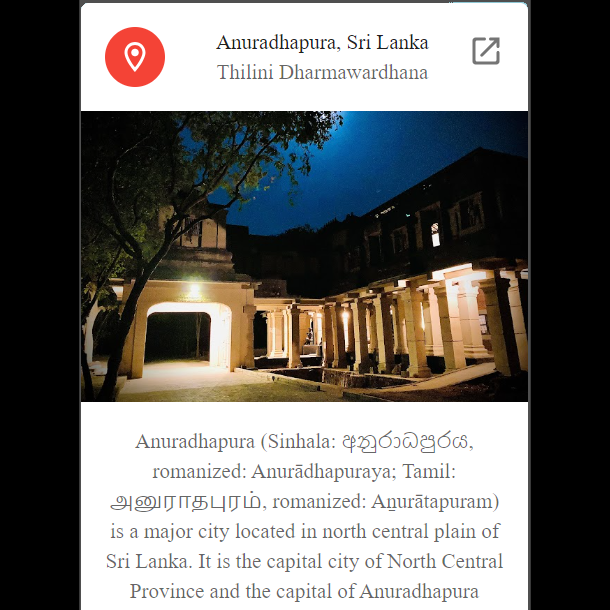 Anuradhapura, Sri Lanka
Thilini Dharmawardhana
Anuradhapura (Sinhala: අනුරාධපුරය,
romanized: Anurādhapuraya; Tamil:
அனுராதபுரம், romanized: Aṉurātapuram)
is a major city located in north central plain of
Sri Lanka. It is the capital city of North Central
Province and the capital of Anuradhapura